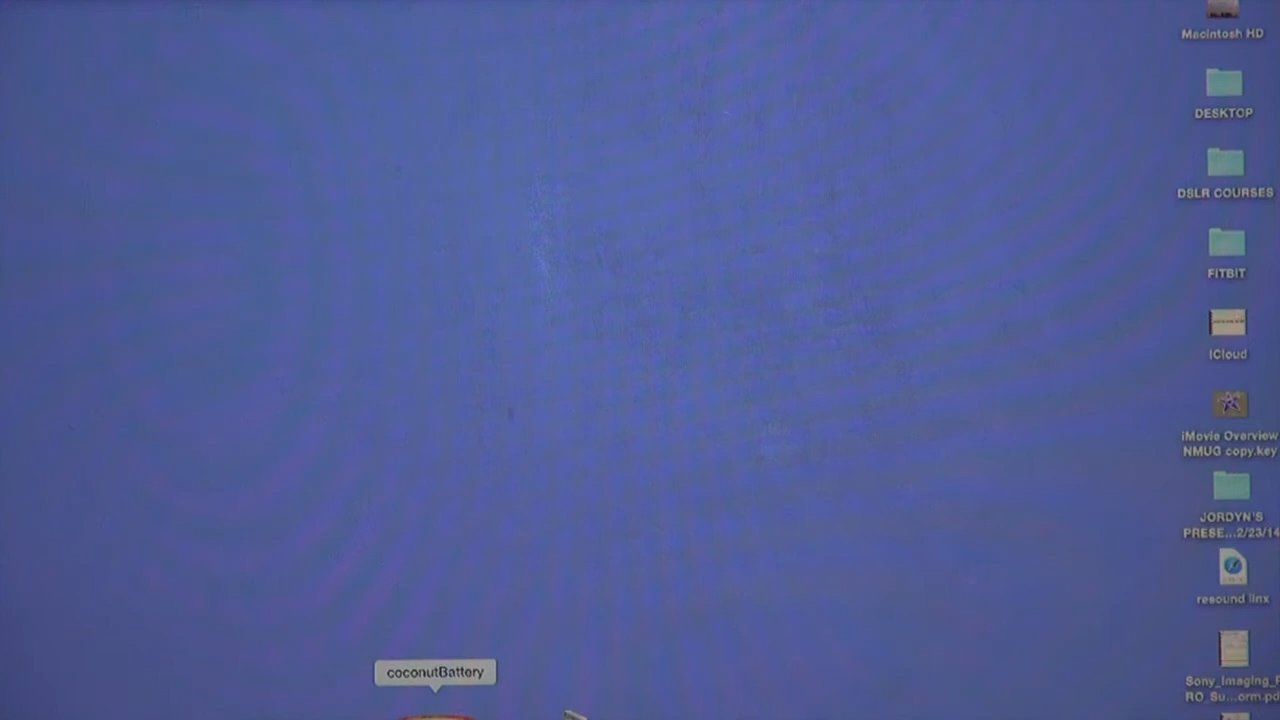 Macintosh HD
DESKTOP
DSLR COURSES
FITBIT
iCloud
iMovie Overview
NMUG copy.key
JORDYN'S
PRESE...2/23/14
resound linx
Sony_Imaging_P
RO_Su...orm.pd
coconutBattery